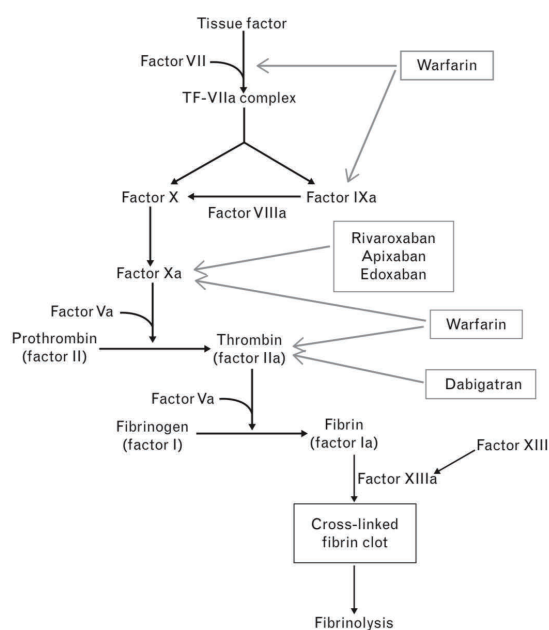 Tissue factor
Factor VII
Warfarin
TF-VIIa complex
Factor X
Factor IXa
Factor VIIIa
Rivaroxaban
Apixaban
Edoxaban
Factor Xa
Factor Va
Warfarin
Prothrombin
(factor II)
Thrombin
(factor IIa)
Dabigatran
Factor Va
Fibrinogen
(factor I)
Fibrin
(factor Ia)
Factor XIII
Factor XIIIa
Cross-linked
fibrin clot
Fibrinolysis